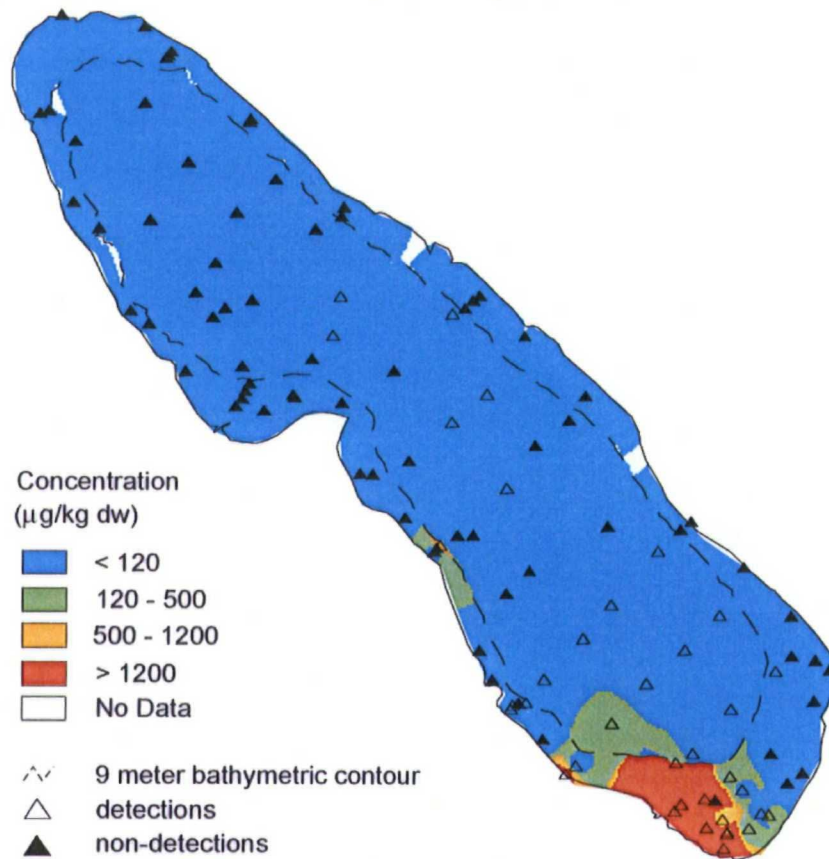 Concentration
(μg/kg dw)
< 120
120 - 500
500 - 1200
> 1200
No Data
9 meter bathymetric contour
detections
non-detections